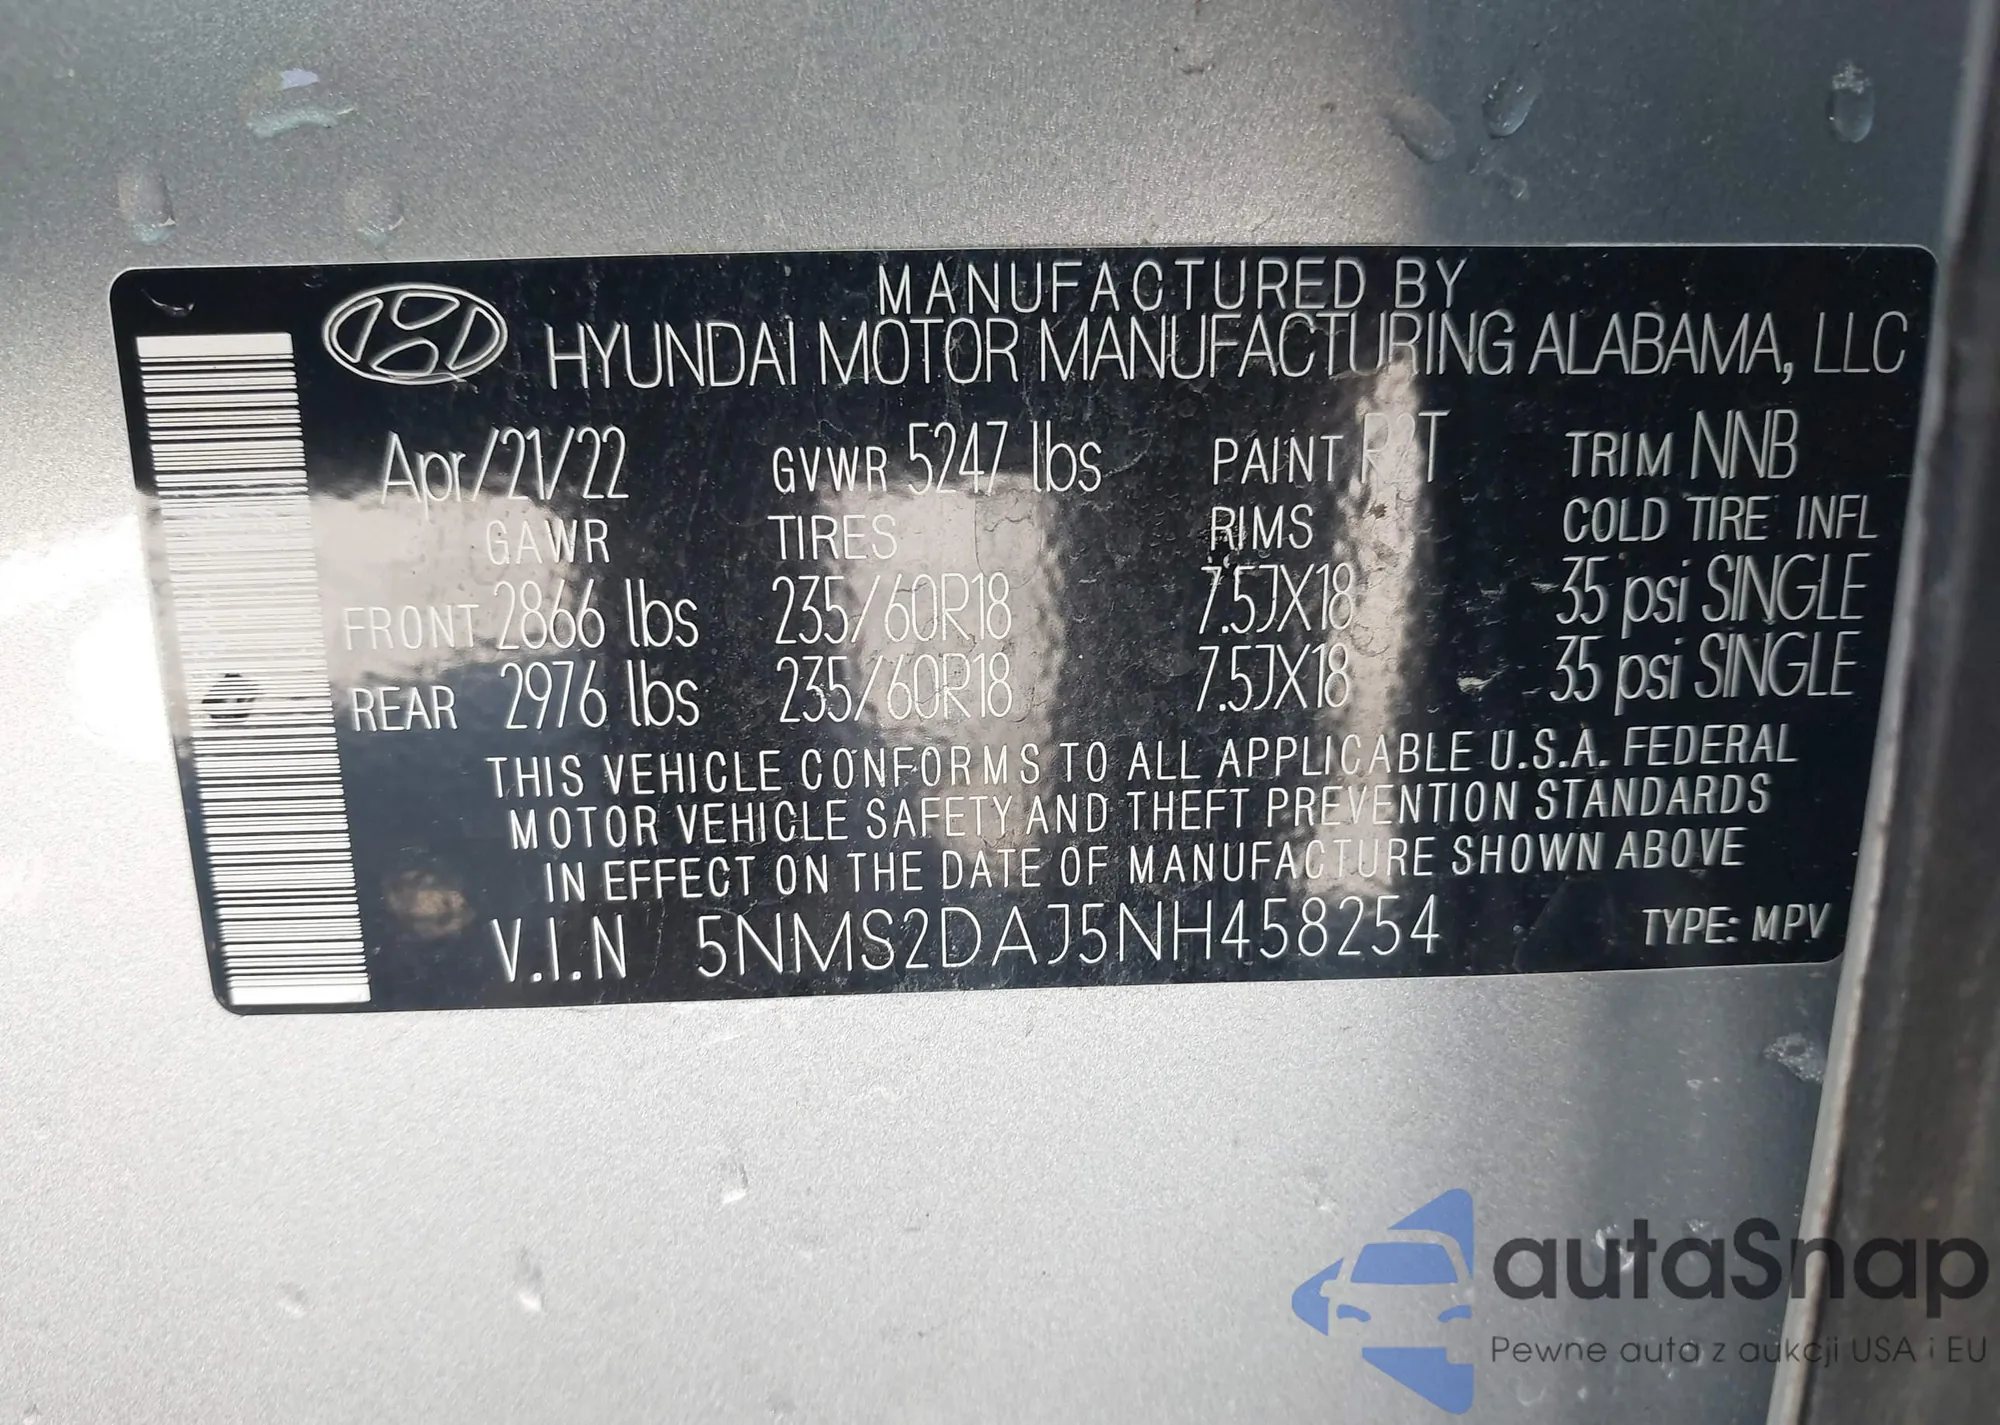 MANUFACTURED BY
HYUNDAI MOTOR MANUFACTURING ALABAMA, LLC
Apr/21/22 GVWR 5247 lbs PAINT R2T TRIM NNB
GAWR TIRES RIMS COLD TIRE INFL
FRONT 2866 lbs 235/60R18 7.5JX18 35 psi SINGLE
REAR 2976 lbs 235/60R18 7.5JX18 35 psi SINGLE
THIS VEHICLE CONFORMS TO ALL APPLICABLE U.S.A. FEDERAL
MOTOR VEHICLE SAFETY AND THEFT PREVENTION STANDARDS
IN EFFECT ON THE DATE OF MANUFACTURE SHOWN ABOVE
V.I.N 5NMS2DAJ5NH458254 TYPE: MPV
autaSnap
Pewne auta z aukcji USA i EU